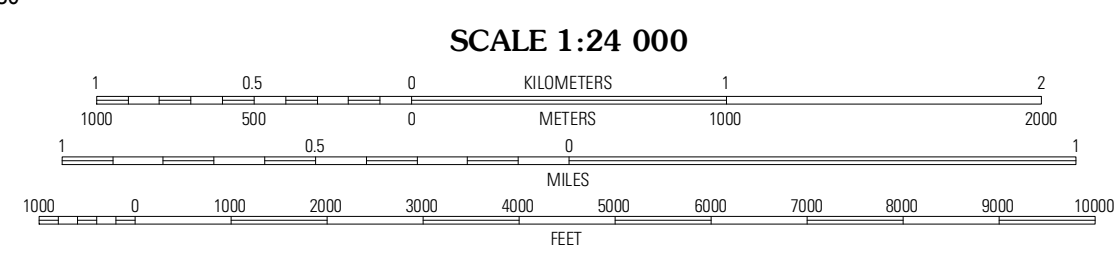 SCALE 1:24 000
1 0.5 0 KILOMETERS 1 2
1000 500 0 METERS 1000 2000
1 0.5 0 1
MILES
1000 0 1000 2000 3000 4000 5000 6000 7000 8000 9000 10000
FEET